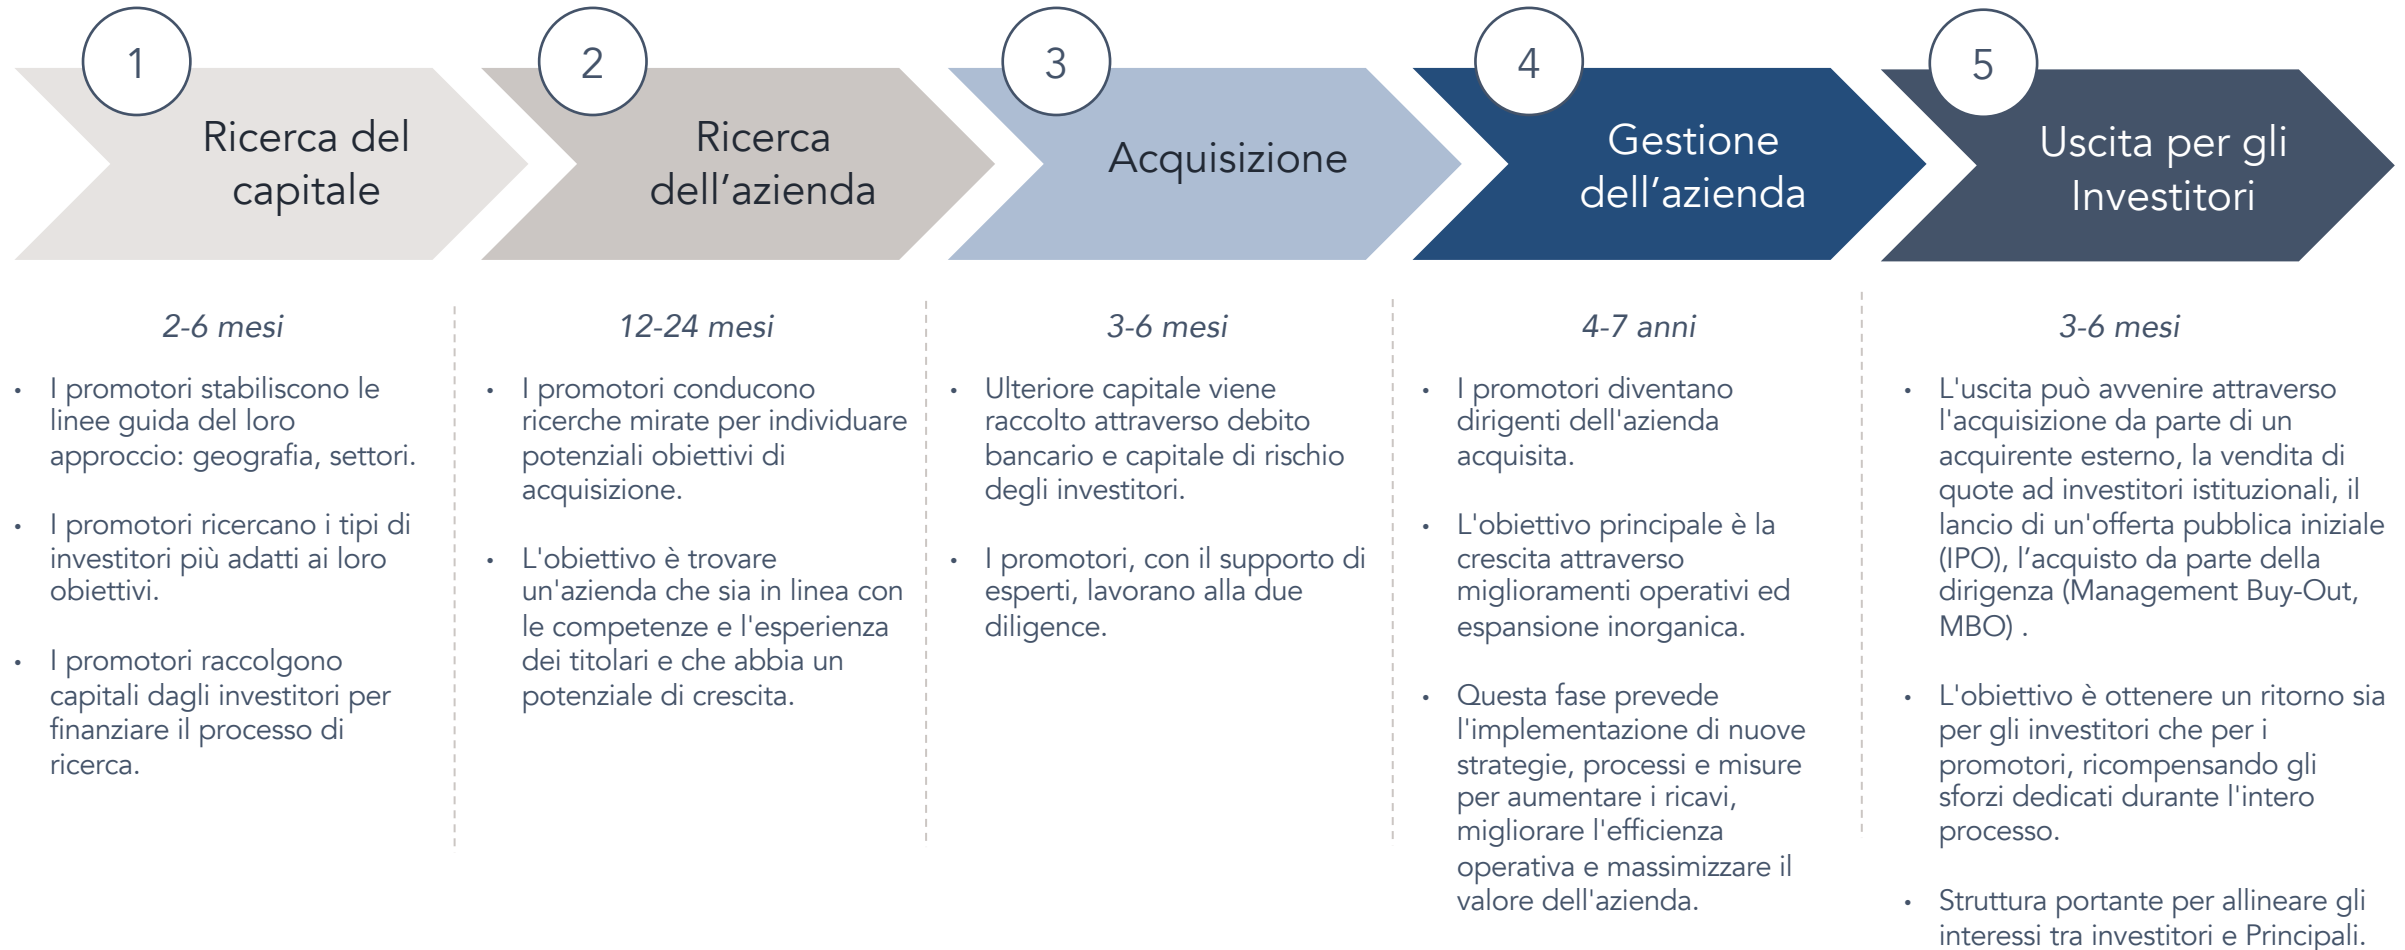 1
Ricerca del
capitale
2
Ricerca
dell’azienda
3
Acquisizione
4
Gestione
dell’azienda
5
Uscita per gli
Investitori
2-6 mesi
• I promotori stabiliscono le
linee guida del loro
approccio: geografia, settori.
• I promotori ricercano i tipi di
investitori più adatti ai loro
obiettivi.
• I promotori raccolgono
capitali dagli investitori per
finanziare il processo di
ricerca.
12-24 mesi
• I promotori conducono
ricerche mirate per individuare
potenziali obiettivi di
acquisizione.
• L'obiettivo è trovare
un'azienda che sia in linea con
le competenze e l'esperienza
dei titolari e che abbia un
potenziale di crescita.
3-6 mesi
• Ulteriore capitale viene
raccolto attraverso debito
bancario e capitale di rischio
degli investitori.
• I promotori, con il supporto di
esperti, lavorano alla due
diligence.
4-7 anni
• I promotori diventano
dirigenti dell'azienda
acquisita.
• L'obiettivo principale è la
crescita attraverso
miglioramenti operativi ed
espansione inorganica.
• Questa fase prevede
l'implementazione di nuove
strategie, processi e misure
per aumentare i ricavi,
migliorare l'efficienza
operativa e massimizzare il
valore dell'azienda.
3-6 mesi
• L'uscita può avvenire attraverso
l'acquisizione da parte di un
acquirente esterno, la vendita di
quote ad investitori istituzionali, il
lancio di un'offerta pubblica iniziale
(IPO), l’acquisto da parte della
dirigenza (Management Buy-Out,
MBO) .
• L'obiettivo è ottenere un ritorno sia
per gli investitori che per i
promotori, ricompensando gli
sforzi dedicati durante l'intero
processo.
• Struttura portante per allineare gli
interessi tra investitori e Principali.